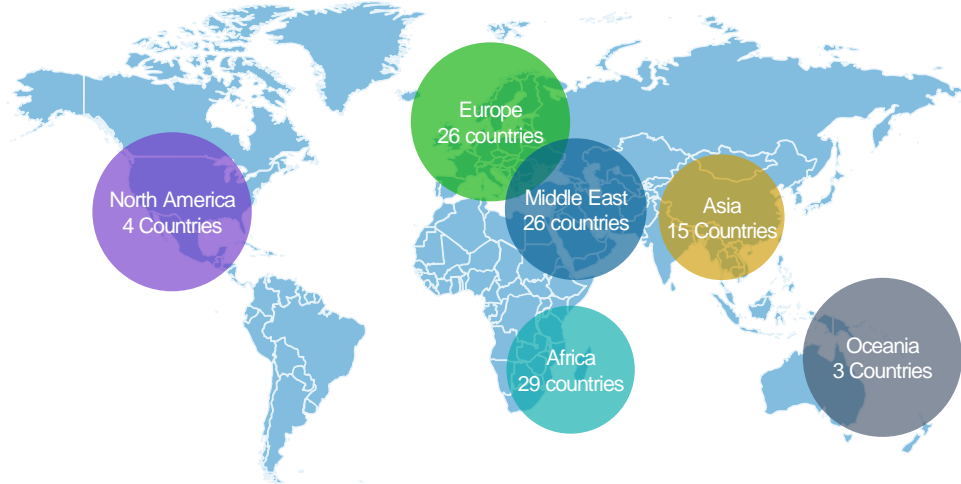 Europe
26 countries
North America
4 Countries
Middle East
26 countries
Asia
15 Countries
Africa
29 countries
Oceania
3 Countries